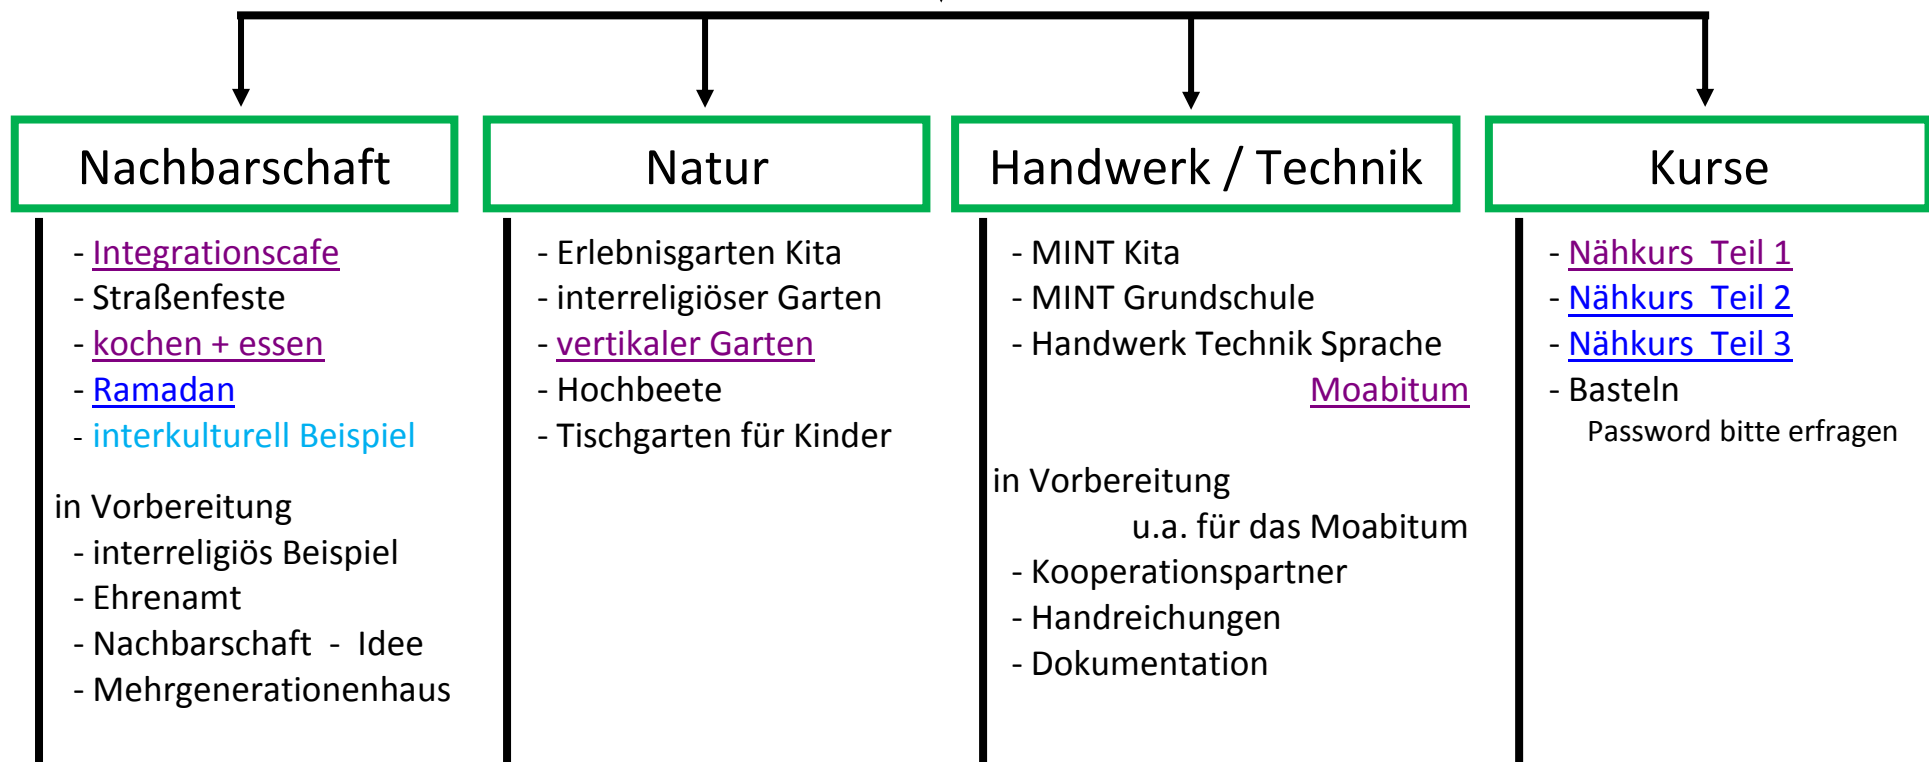 Nachbarschaft
- Integrationscafe
- Straßenfeste
- kochen + essen
- Ramadan
- interkulturell Beispiel
in Vorbereitung
- interreligiös Beispiel
- Ehrenamt
- Nachbarschaft - Idee
- Mehrgenerationenhaus
Natur
- Erlebnisgarten Kita
- interreligiöser Garten
- vertikaler Garten
- Hochbeete
- Tischgarten für Kinder
Handwerk / Technik
- MINT Kita
- MINT Grundschule
- Handwerk Technik Sprache
Moabitum
in Vorbereitung
u.a. für das Moabitum
- Kooperationspartner
- Handreichungen
- Dokumentation
Kurse
- Nähkurs Teil 1
- Nähkurs Teil 2
- Nähkurs Teil 3
- Basteln
Password bitte erfragen